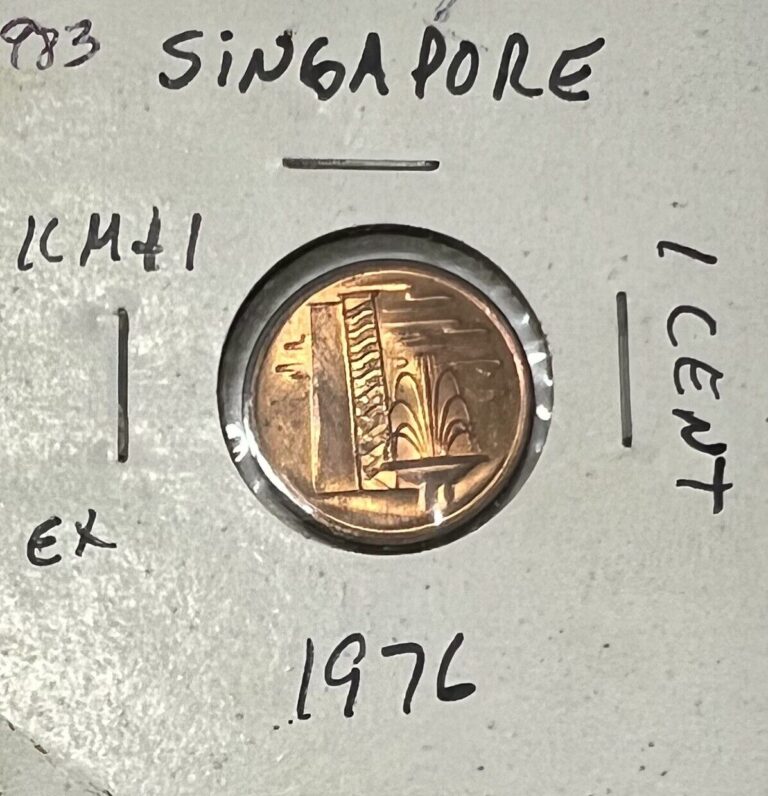 983
SiNGAPORE
KM#1
1 CENT
EX
1976